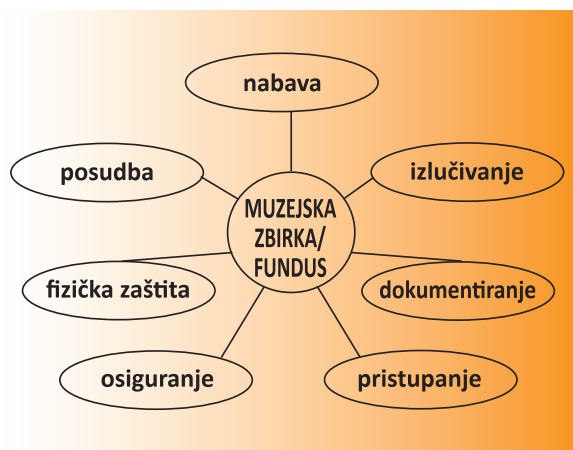 nabava
posudba
izlučivanje
MUZEJSKA
ZBIRKA/
FUNDUS
fizička zaštita
dokumentiranje
osiguranje
pristupanje